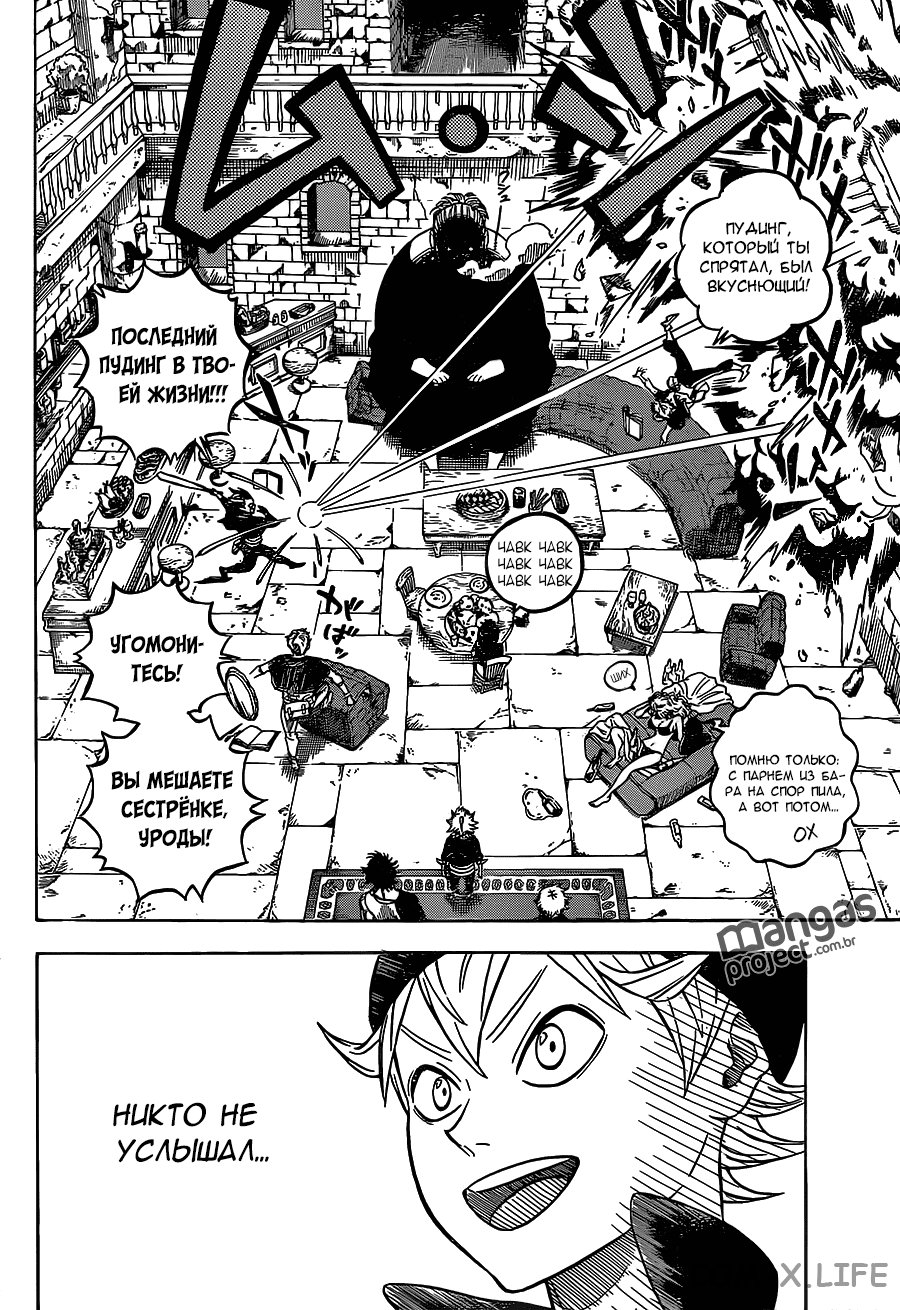 ムッ
ПУДИНГ,
КОТОРЫЙ ТЫ
СПРЯТАЛ, БЫЛ
ВКУСНЮЩИЙ!
ПОСЛЕДНИЙ
ПУДИНГ В ТВО-
ЕЙ ЖИЗНИ!!!
ЧАВК ЧАВК
ЧАВК ЧАВК
ЧАВК ЧАВК
УГОМОНИ-
ТЕСЬ!
ВЫ МЕШАЕТЕ
СЕСТРЁНКЕ,
УРОДЫ!
ШИХ
ПОМНЮ ТОЛЬКО:
С ПАРНЕМ ИЗ БА-
РА НА СПОР ПИЛА,
А ВОТ ПОТОМ...
ОХ
mangas
project.com.br
НИКТО НЕ
УСЛЫШАЛ...
X.LIFE